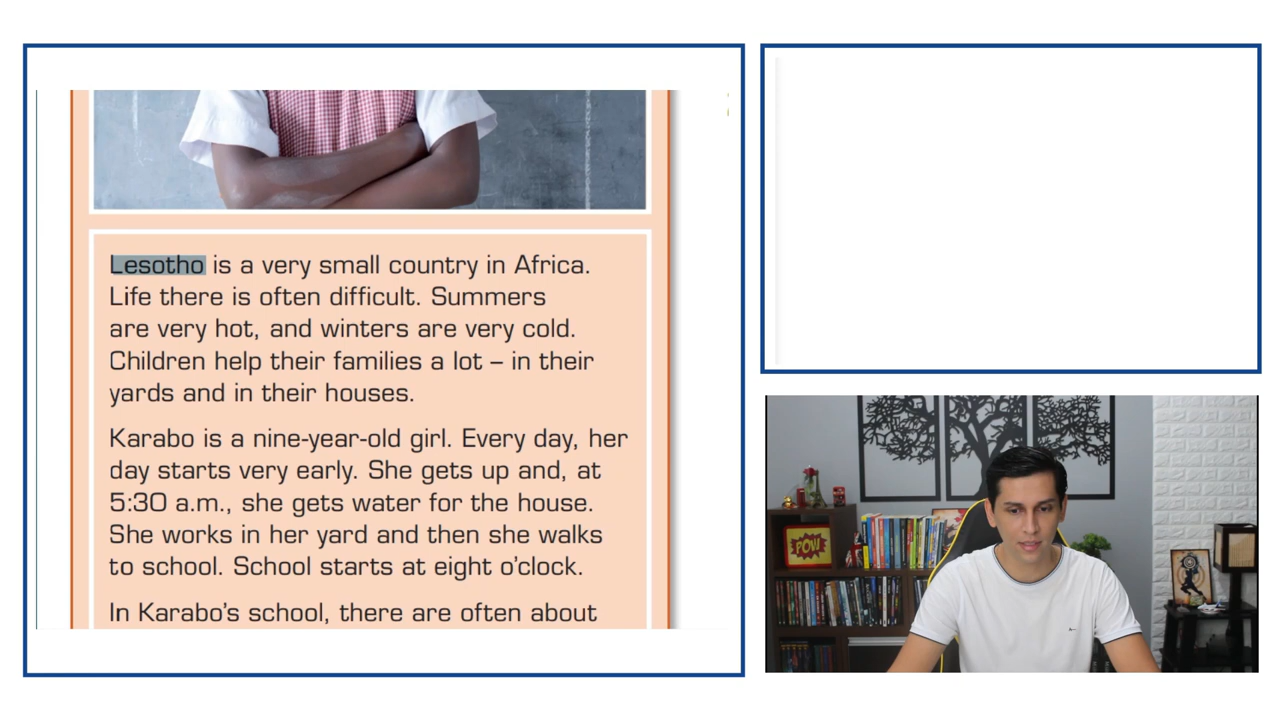 Lesotho is a very small country in Africa.
Life there is often difficult. Summers
are very hot, and winters are very cold.
Children help their families a lot – in their
yards and in their houses.
Karabo is a nine-year-old girl. Every day, her
day starts very early. She gets up and, at
5:30 a.m., she gets water for the house.
She works in her yard and then she walks
to school. School starts at eight o’clock.
In Karabo’s school, there are often about
POW!